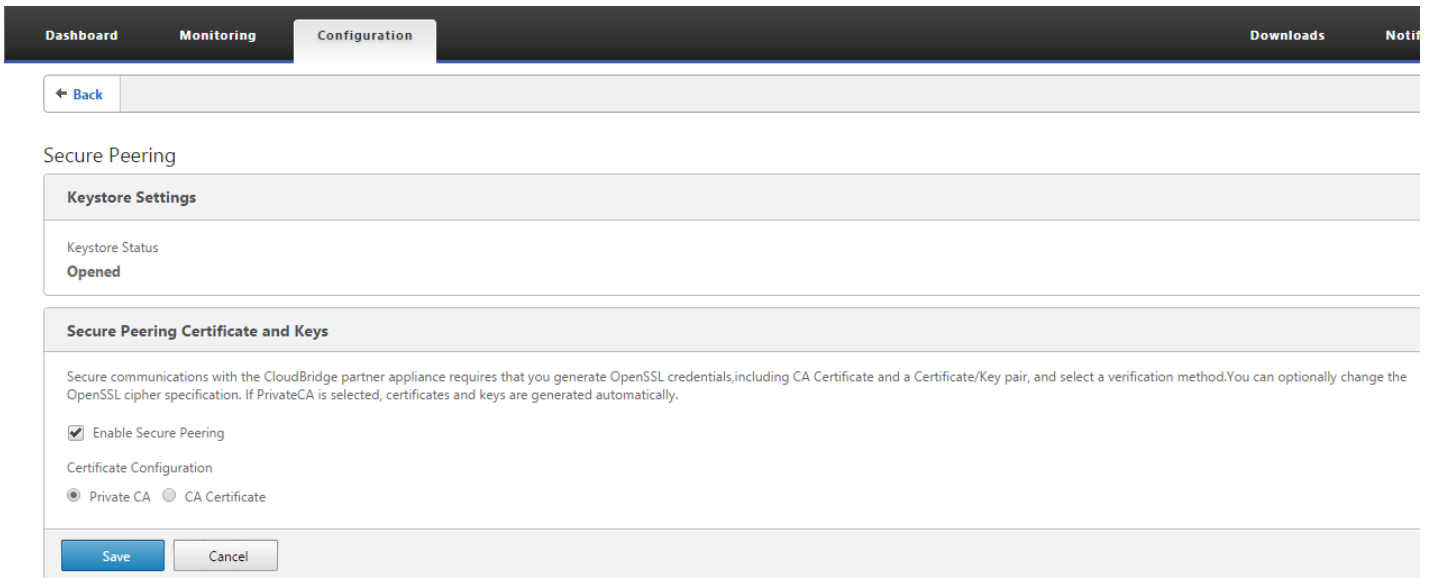 Dashboard Monitoring Configuration Downloads
Back
Secure Peering
Keystore Settings
Keystore Status
Opened
Secure Peering Certificate and Keys
Secure communications with the CloudBridge partner appliance requires that you generate OpenSSL credentials,including CA Certificate and a Certificate/Key pair, and select a verification method.You can optionally change the
OpenSSL cipher specification. If PrivateCA is selected, certificates and keys are generated automatically.
Enable Secure Peering
Certificate Configuration
Private CA CA Certificate
Save Cancel